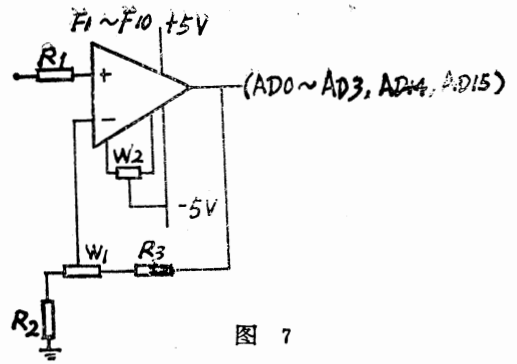 F1~F10 +5V
R1
+
(AD0~AD3, AD14, AD15)
−
W2
-5V
W1
R3
R2
图 7